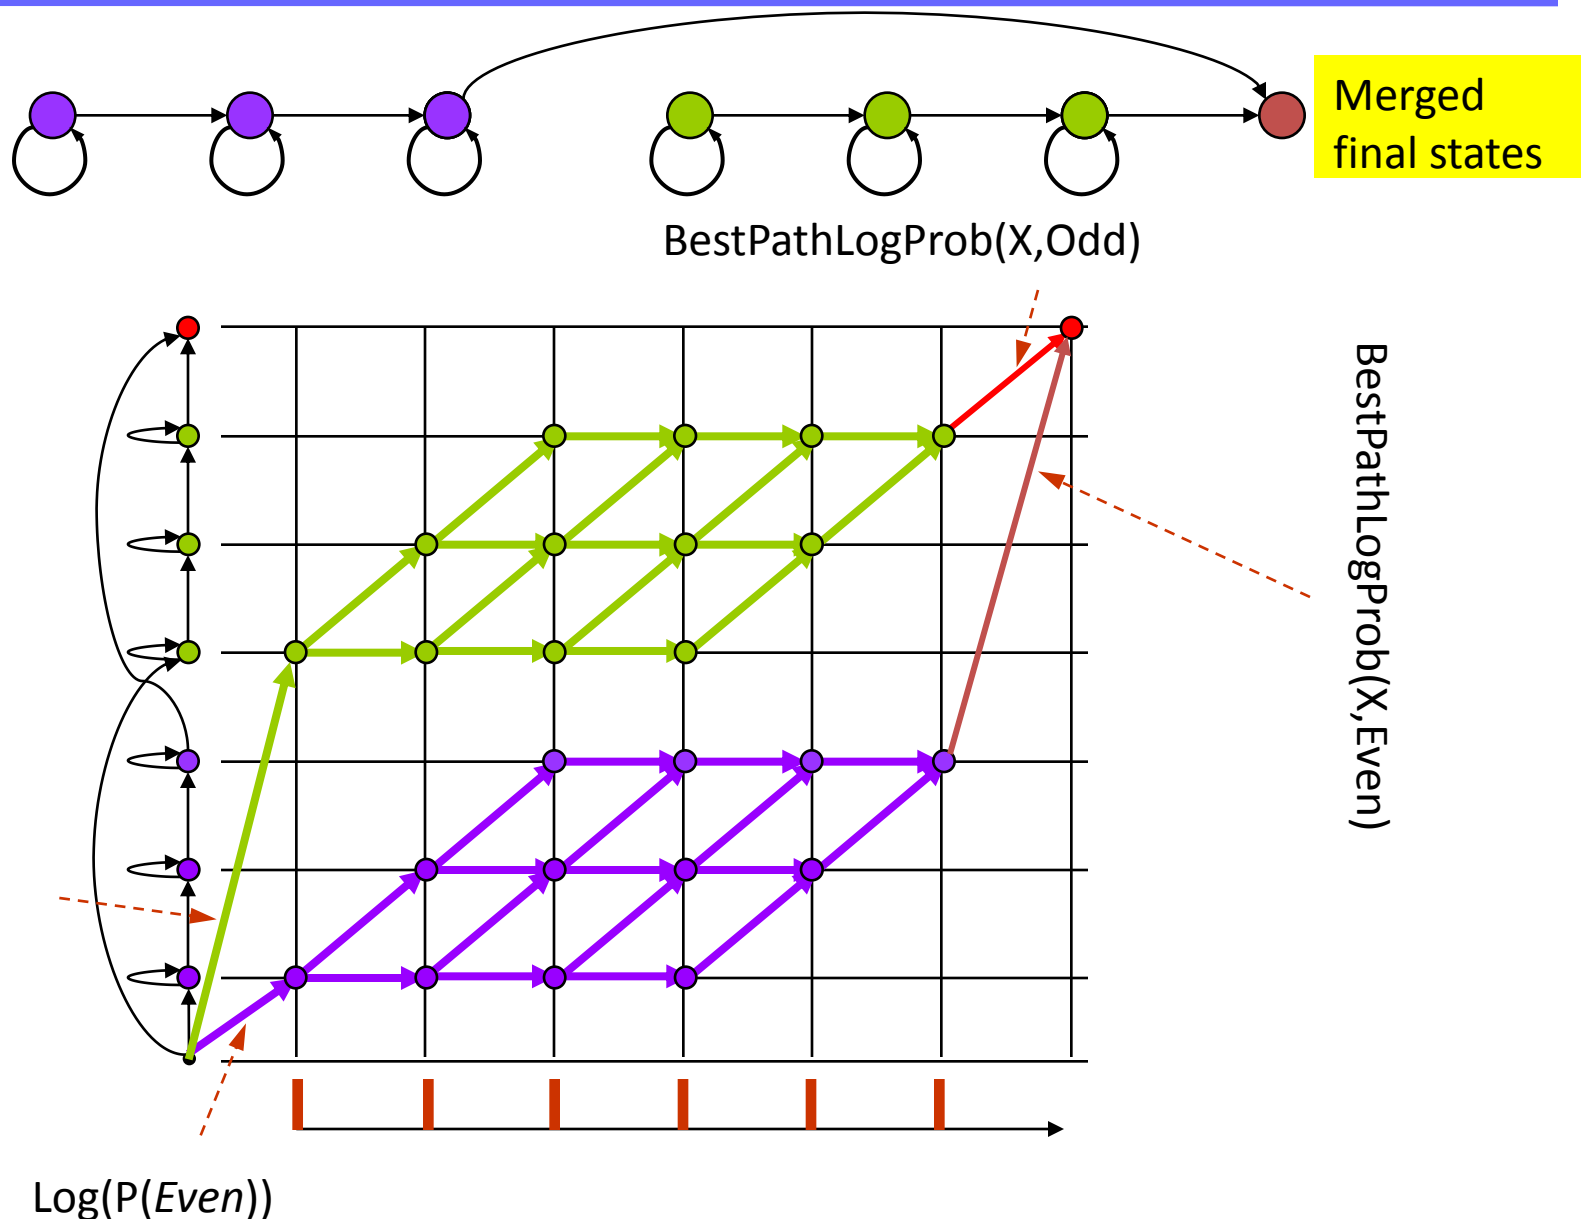 Merged
final states
BestPathLogProb(X,Odd)
BestPathLogProb(X,Even)
Log(P(Even))